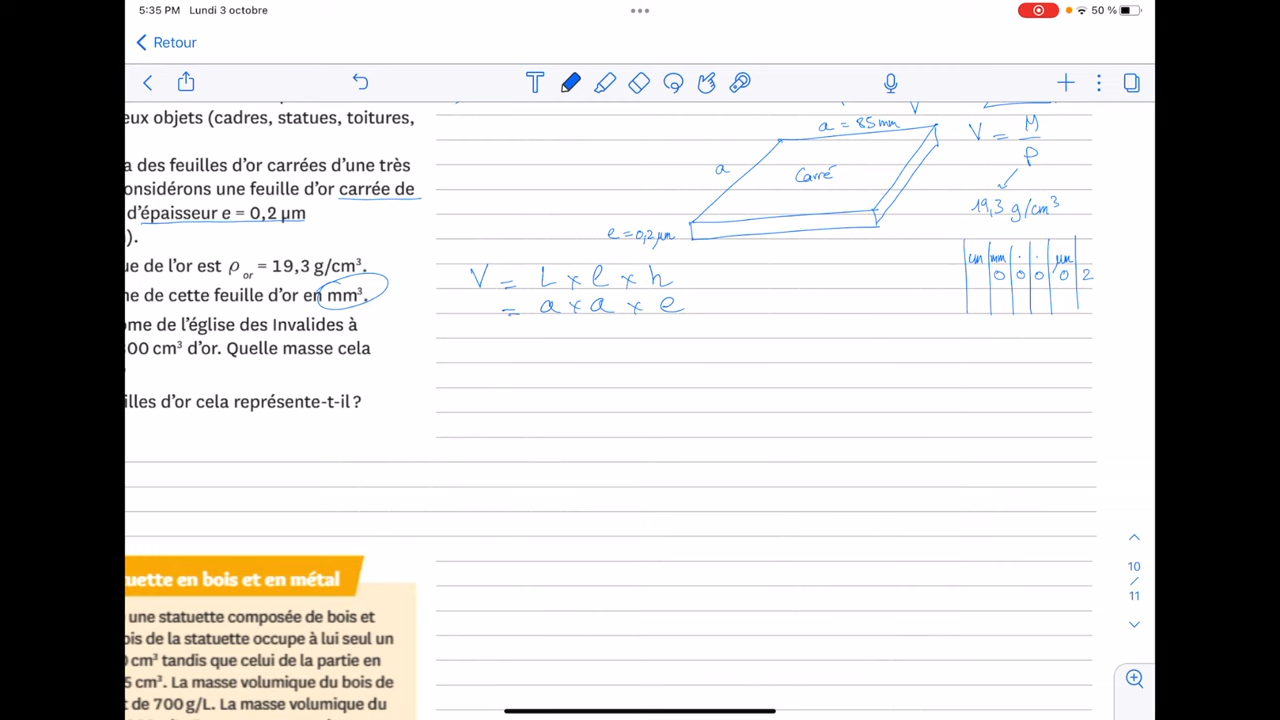 5:35 PM Lundi 3 octobre
50 %
Retour
eux objets (cadres, statues, toitures,
a des feuilles d'or carrées d'une très
onsidérons une feuille d'or carrée de
d'épaisseur e = 0,2 µm
).
ue de l'or est ρor = 19,3 g/cm³.
ne de cette feuille d'or en mm³.
ome de l'église des Invalides à
00 cm³ d'or. Quelle masse cela
illes d'or cela représente-t-il ?
a = 85mm
a
Carré
e = 0,2 µm
V = M / ρ
19,3 g/cm³
cm mm . . µm
0 0 0 0 2
V = L × l × h
= a × a × e
uette en bois et en métal
une statuette composée de bois et
ois de la statuette occupe à lui seul un
0 cm³ tandis que celui de la partie en
5 cm³. La masse volumique du bois de
t de 700 g/L. La masse volumique du
10
/
11